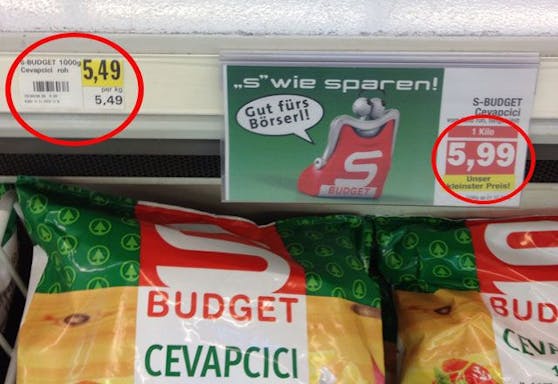 S-BUDGET 1000g
Cevapcici roh
5,49
per kg
5,49
„s" wie sparen!
Gut fürs
Börserl!
S
BUDGET
S-BUDGET
Cevapcici
1 Kilo
5,99
Unser
kleinster Preis!
S
BUDGET
CEVAPCICI
BUD
CEVA